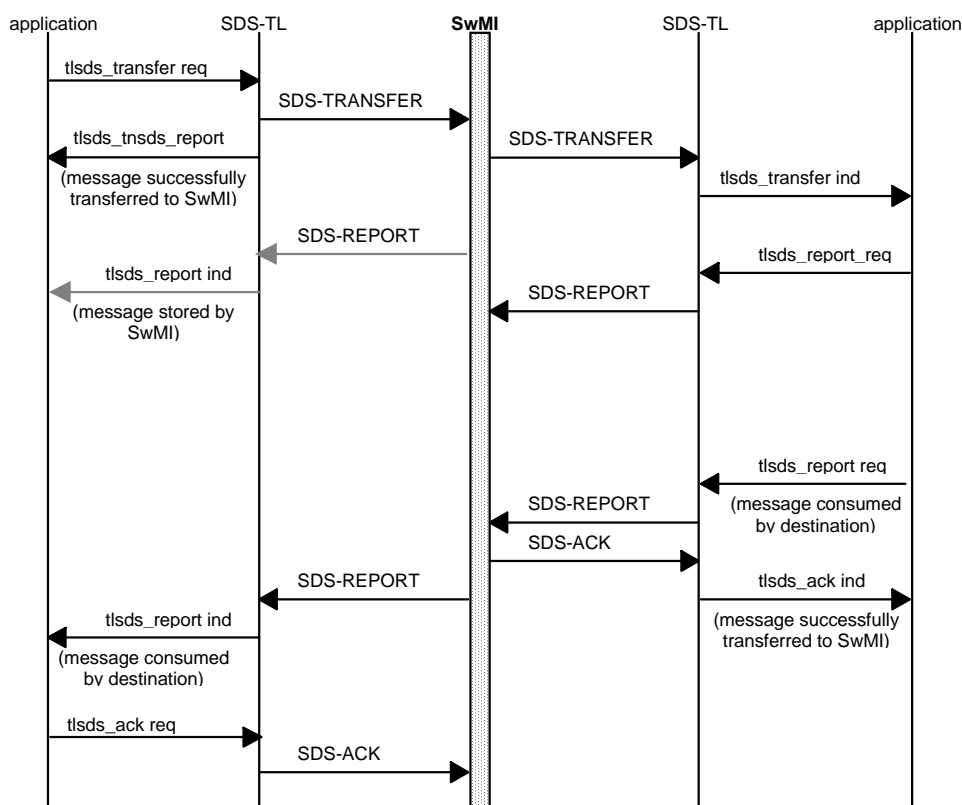 application
SDS-TL
SwMI
SDS-TL
application
tlsds_transfer req
SDS-TRANSFER
tlsds_tnsds_report
SDS-TRANSFER
(message successfully
transferred to SwMI)
tlsds_transfer ind
SDS-REPORT
tlsds_report_req
tlsds_report ind
SDS-REPORT
(message stored by
SwMI)
tlsds_report req
SDS-REPORT
(message consumed
by destination)
SDS-ACK
SDS-REPORT
tlsds_ack ind
tlsds_report ind
(message successfully
transferred to SwMI)
(message consumed
by destination)
tlsds_ack req
SDS-ACK